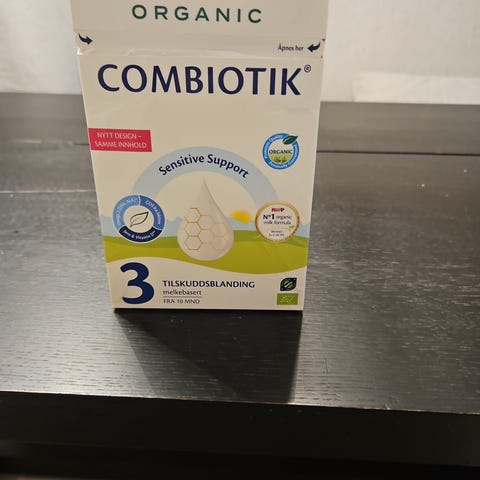 ORGANIC
Åpnes her
COMBIOTIK®
NYTT DESIGN –
SAMME INNHOLD
ORGANIC
Sensitive Support
HiPP
Nº1 organic
milk formula
3
TILSKUDDSBLANDING
melkebasert
FRA 10 MND